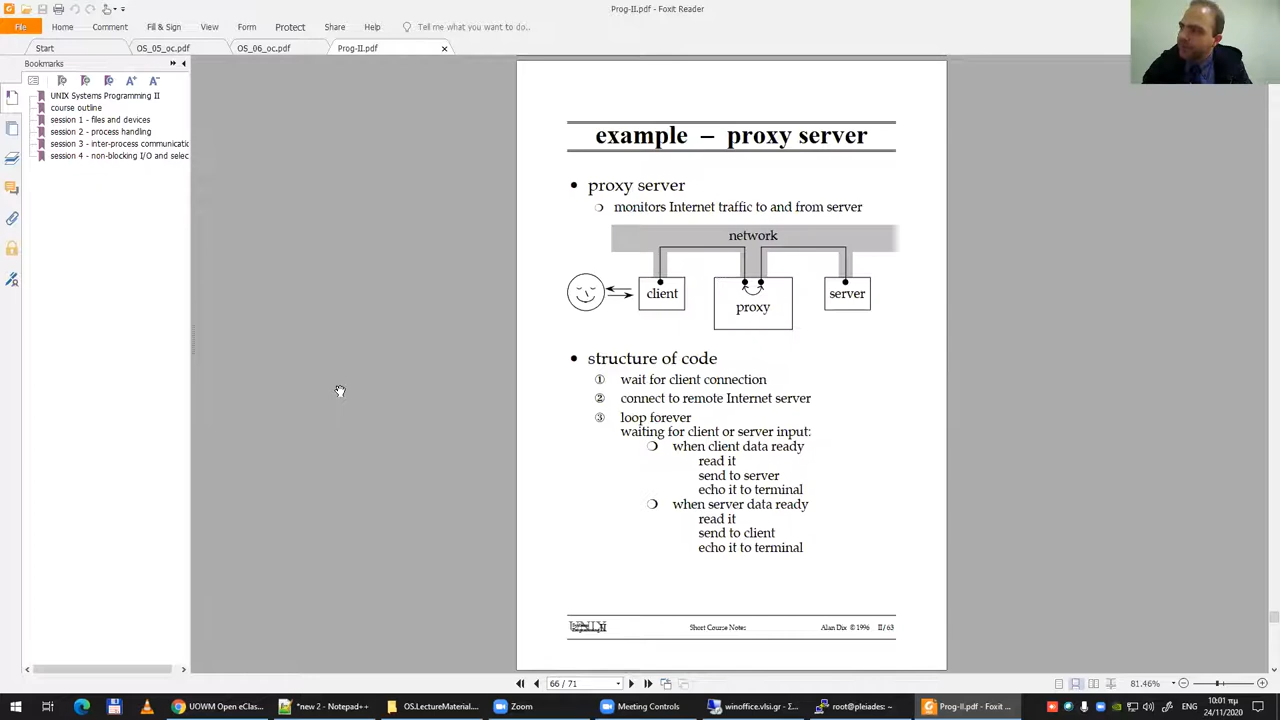 Prog-II.pdf - Foxit Reader
File Home Comment Fill & Sign View Form Protect Share Help Tell me what you want to do...
Start OS_05_oc.pdf OS_06_oc.pdf Prog-II.pdf
Bookmarks
UNIX Systems Programming II
course outline
session 1 - files and devices
session 2 - process handling
session 3 - inter-process communicatio
session 4 - non-blocking I/O and selec
example – proxy server
• proxy server
❍ monitors Internet traffic to and from server
network
client
proxy
server
• structure of code
① wait for client connection
② connect to remote Internet server
③ loop forever
waiting for client or server input:
❍ when client data ready
read it
send to server
echo it to terminal
❍ when server data ready
read it
send to client
echo it to terminal
Short Course Notes Alan Dix © 1996 II/63
66 / 71 81.46%
UOWM Open eClas... *new 2 - Notepad++ OS.LectureMaterial... Zoom Meeting Controls winoffice.vlsi.gr - ... root@pleiades: ~ Prog-II.pdf - Foxit ... 10:01 πμ
24/11/2020